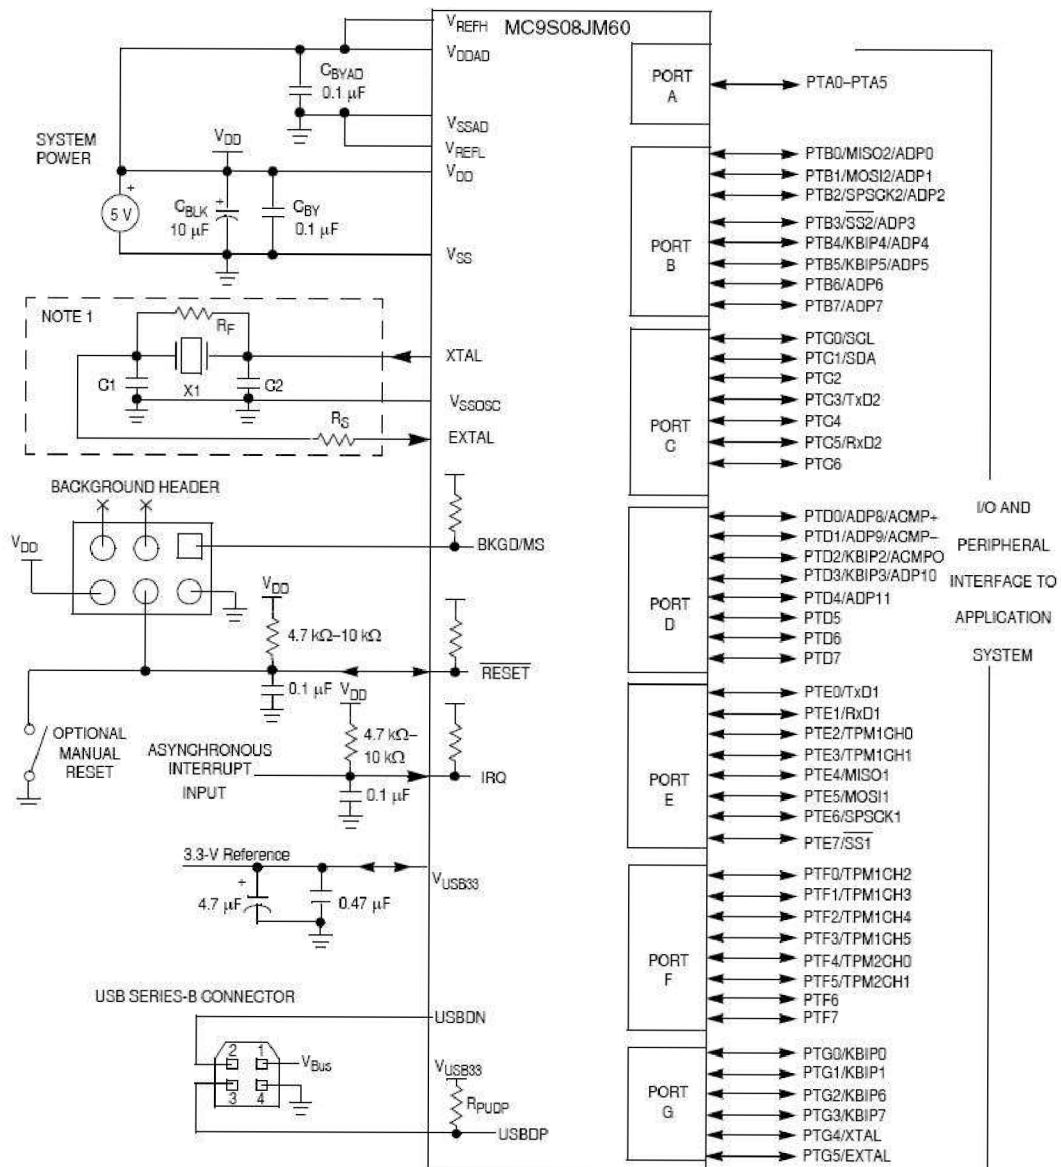 MC9S08JM60
VREFH
VDDAD
CBYAD
0.1 µF
VSSAD
VREFL
SYSTEM
POWER
VDD
VDD
+
5 V
CBLK
10 µF
+
CBY
0.1 µF
VSS
NOTE 1
RF
XTAL
C1
X1
C2
VSSOSC
RS
EXTAL
BACKGROUND HEADER
VDD
BKGD/MS
VDD
4.7 kΩ–10 kΩ
RESET
0.1 µF
VDD
OPTIONAL
MANUAL
RESET
ASYNCHRONOUS
INTERRUPT
INPUT
4.7 kΩ–
10 kΩ
IRQ
0.1 µF
3.3-V Reference
VUSB33
+
4.7 µF
0.47 µF
USB SERIES-B CONNECTOR
USBDN
2 1
VBus
3 4
VUSB33
RPUDP
USBDP
PORT
A
PTA0–PTA5
PORT
B
PTB0/MISO2/ADP0
PTB1/MOSI2/ADP1
PTB2/SPSCK2/ADP2
PTB3/SS2/ADP3
PTB4/KBIP4/ADP4
PTB5/KBIP5/ADP5
PTB6/ADP6
PTB7/ADP7
PORT
C
PTC0/SCL
PTC1/SDA
PTC2
PTC3/TxD2
PTC4
PTC5/RxD2
PTC6
PORT
D
PTD0/ADP8/ACMP+
PTD1/ADP9/ACMP–
PTD2/KBIP2/ACMPO
PTD3/KBIP3/ADP10
PTD4/ADP11
PTD5
PTD6
PTD7
PORT
E
PTE0/TxD1
PTE1/RxD1
PTE2/TPM1CH0
PTE3/TPM1CH1
PTE4/MISO1
PTE5/MOSI1
PTE6/SPSCK1
PTE7/SS1
PORT
F
PTF0/TPM1CH2
PTF1/TPM1CH3
PTF2/TPM1CH4
PTF3/TPM1CH5
PTF4/TPM2CH0
PTF5/TPM2CH1
PTF6
PTF7
PORT
G
PTG0/KBIP0
PTG1/KBIP1
PTG2/KBIP6
PTG3/KBIP7
PTG4/XTAL
PTG5/EXTAL
I/O AND
PERIPHERAL
INTERFACE TO
APPLICATION
SYSTEM